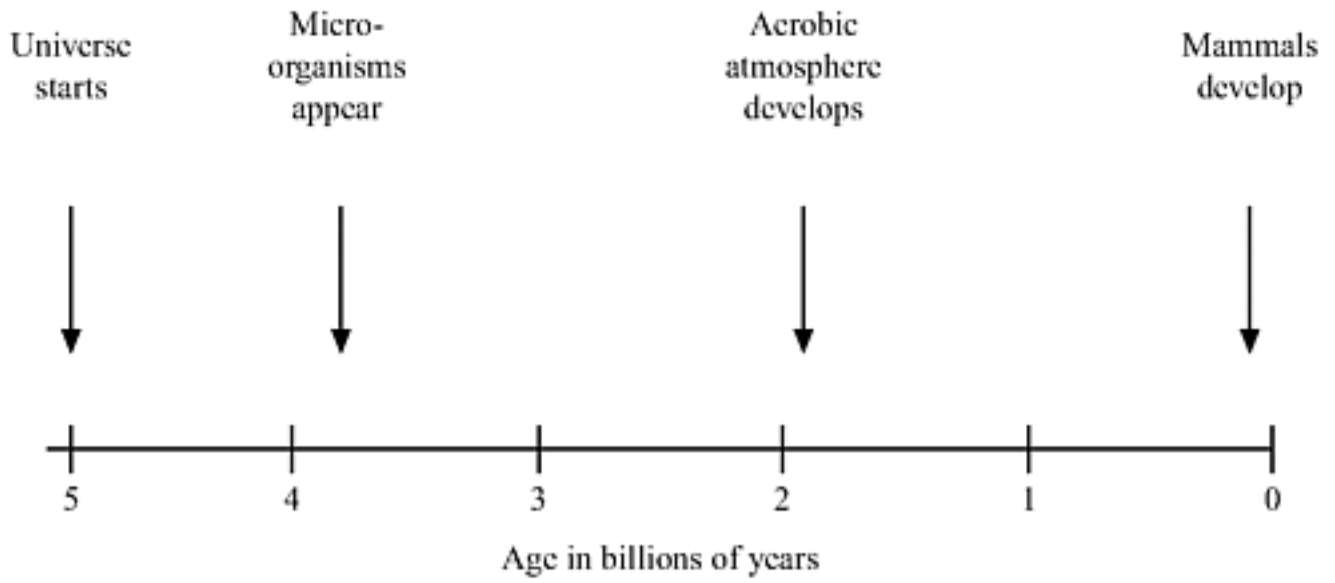 Universe
starts
Micro-
organisms
appear
Aerobic
atmosphere
develops
Mammals
develop
5
4
3
2
1
0
Age in billions of years